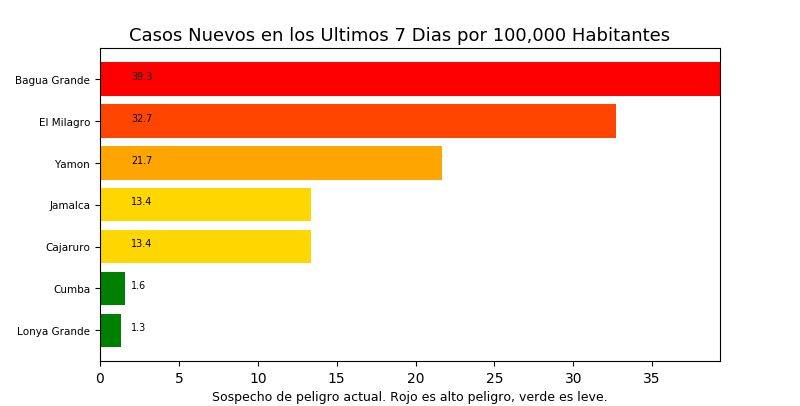 Casos Nuevos en los Ultimos 7 Dias por 100,000 Habitantes
Bagua Grande 39.3
El Milagro 32.7
Yamon 21.7
Jamalca 13.4
Cajaruro 13.4
Cumba 1.6
Lonya Grande 1.3
0 5 10 15 20 25 30 35
Sospecho de peligro actual. Rojo es alto peligro, verde es leve.